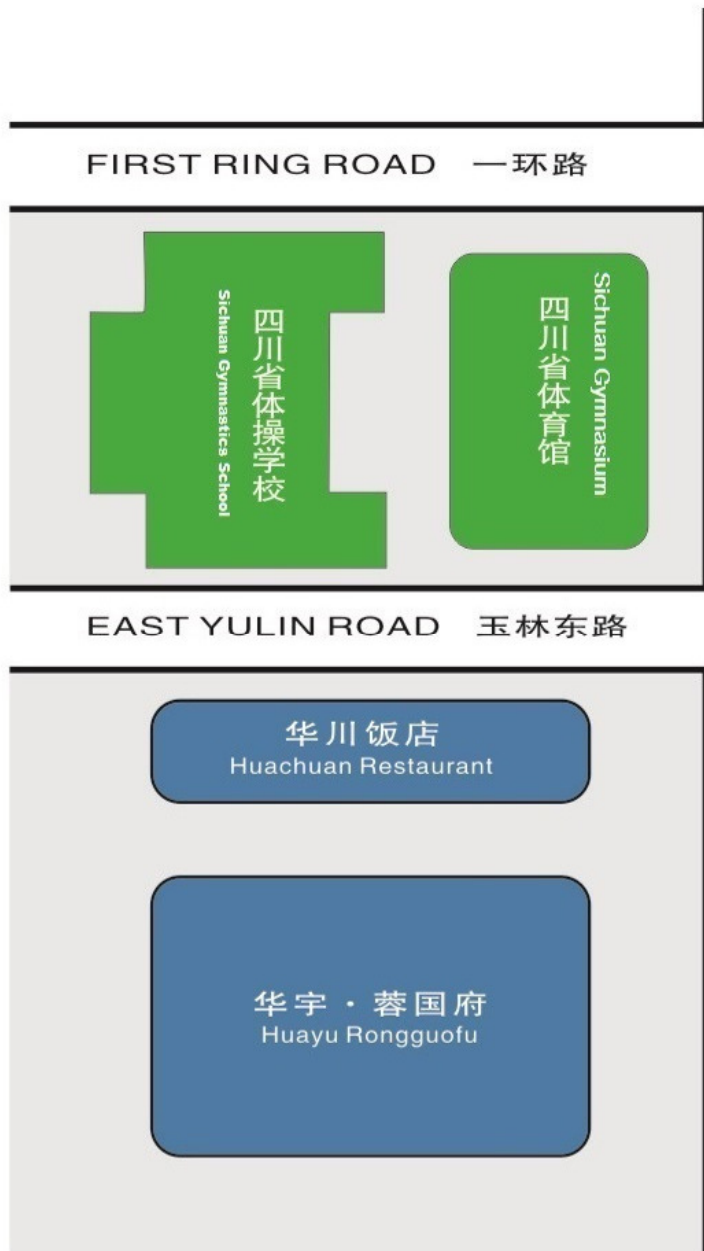 FIRST RING ROAD 一环路
四川省体操学校
Sichuan Gymnastics School
Sichuan Gymnasium
四川省体育馆
EAST YULIN ROAD 玉林东路
华川饭店
Huachuan Restaurant
华宇·蓉国府
Huayu Rongguofu